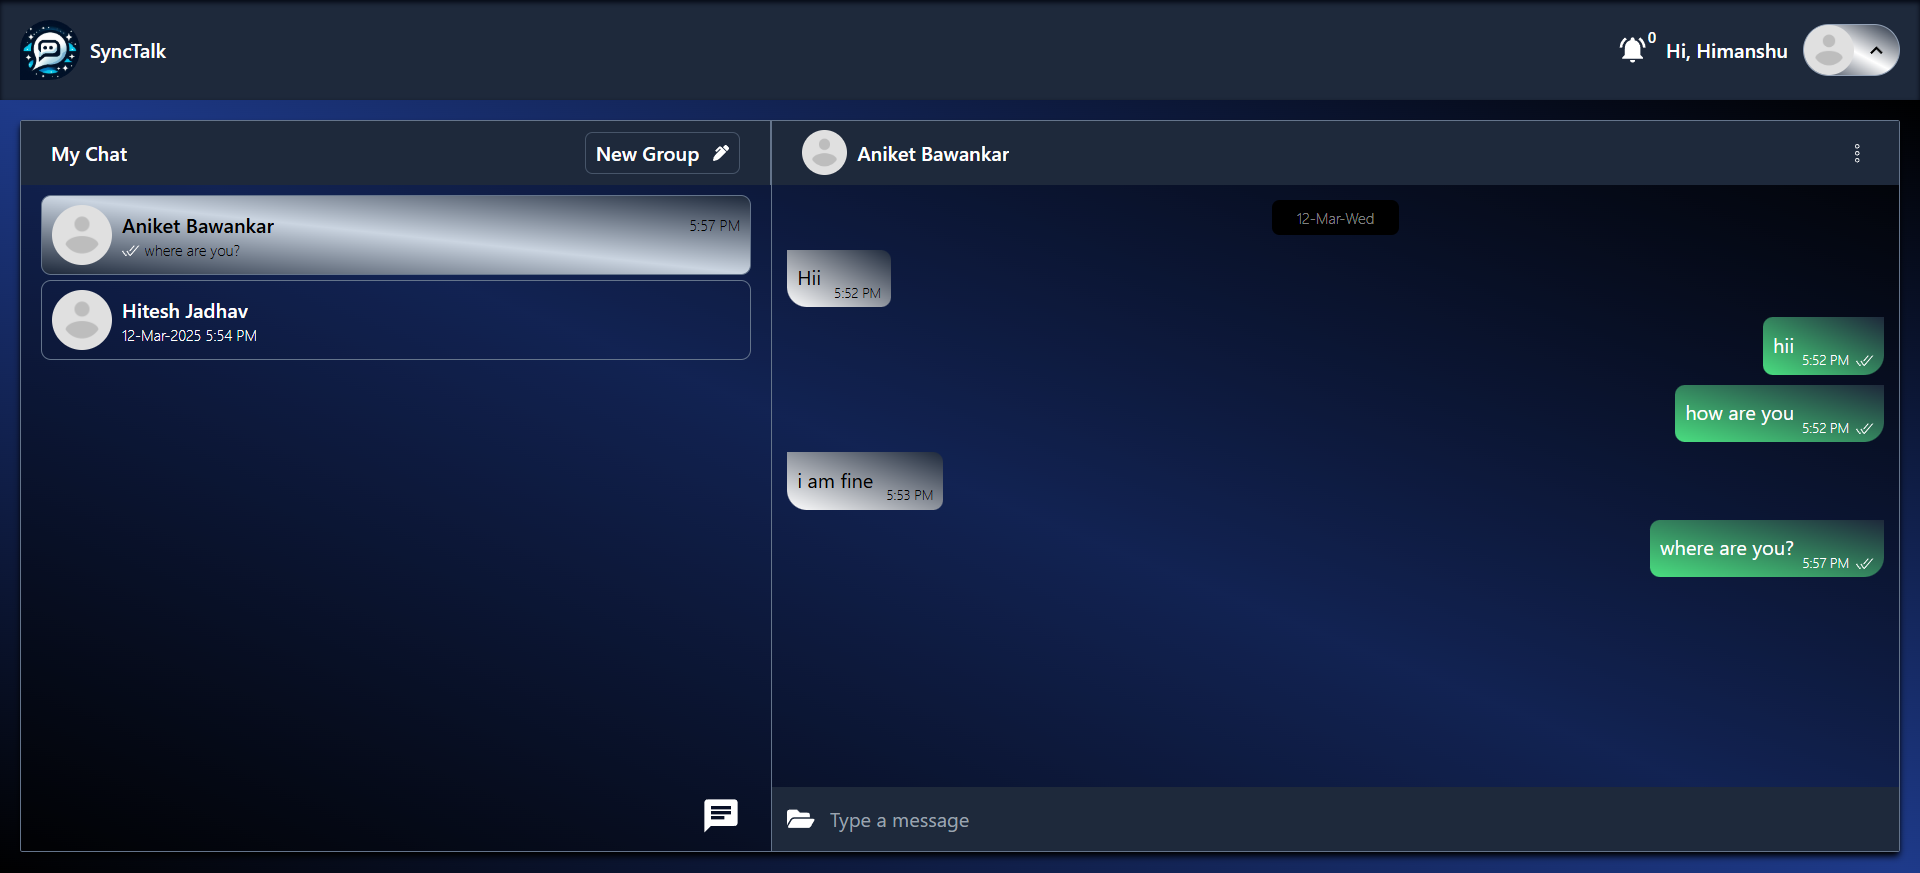 SyncTalk
0
Hi, Himanshu
My Chat
New Group
Aniket Bawankar
5:57 PM
where are you?
Hitesh Jadhav
12-Mar-2025 5:54 PM
Aniket Bawankar
12-Mar-Wed
Hii
5:52 PM
hii
5:52 PM
how are you
5:52 PM
i am fine
5:53 PM
where are you?
5:57 PM
Type a message